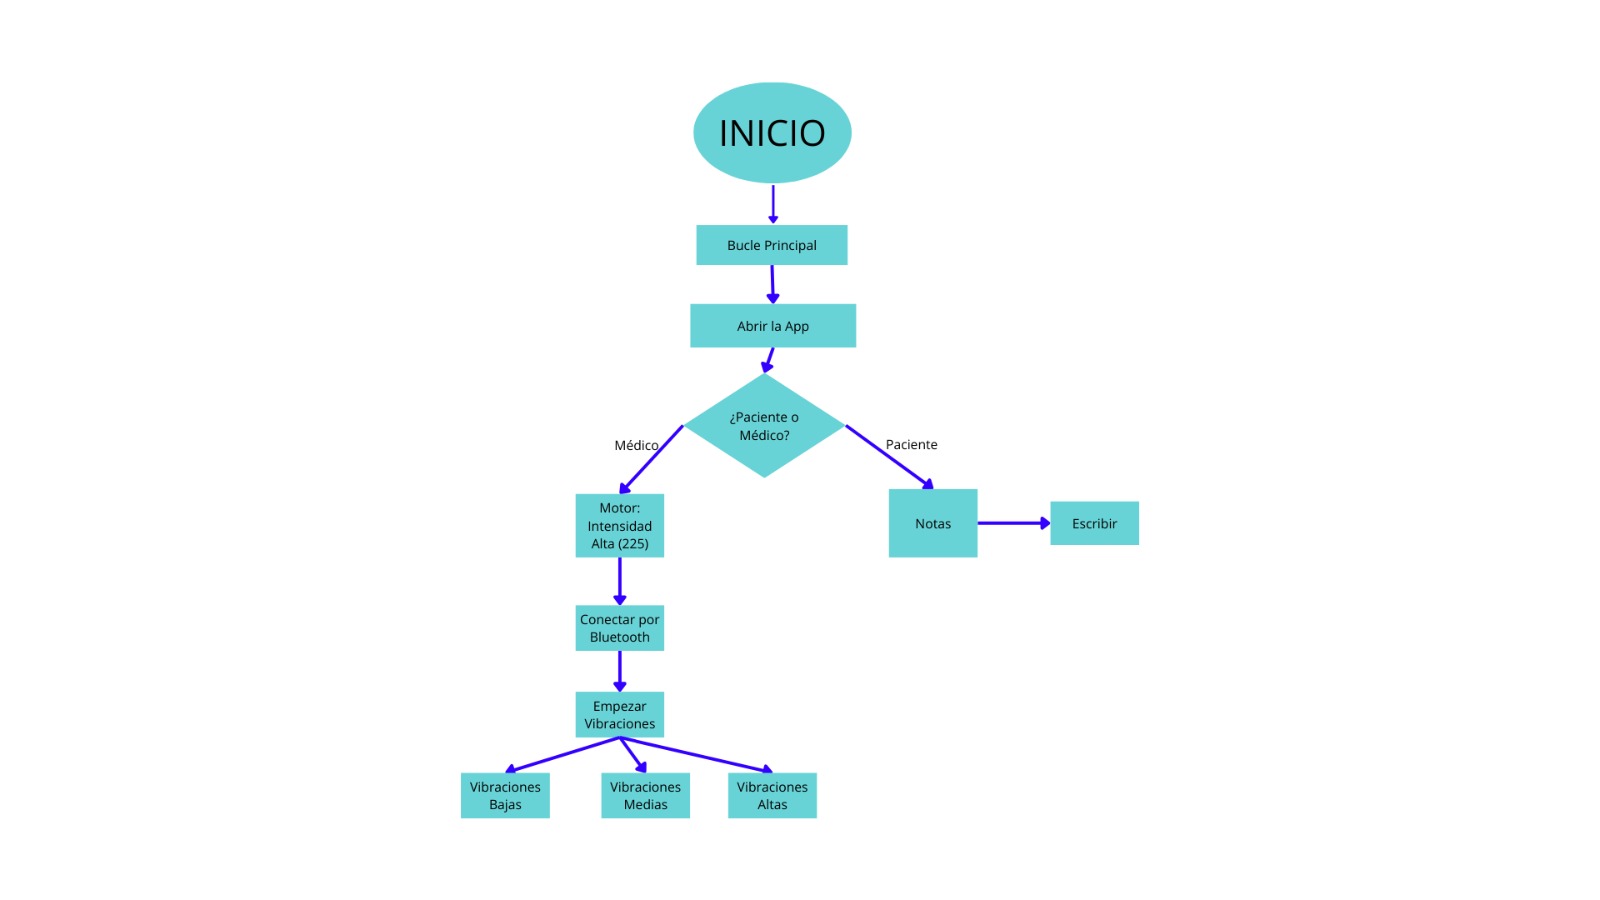 INICIO
Bucle Principal
Abrir la App
¿Paciente o
Médico?
Médico
Paciente
Motor:
Intensidad
Alta (225)
Notas
Escribir
Conectar por
Bluetooth
Empezar
Vibraciones
Vibraciones
Bajas
Vibraciones
Medias
Vibraciones
Altas